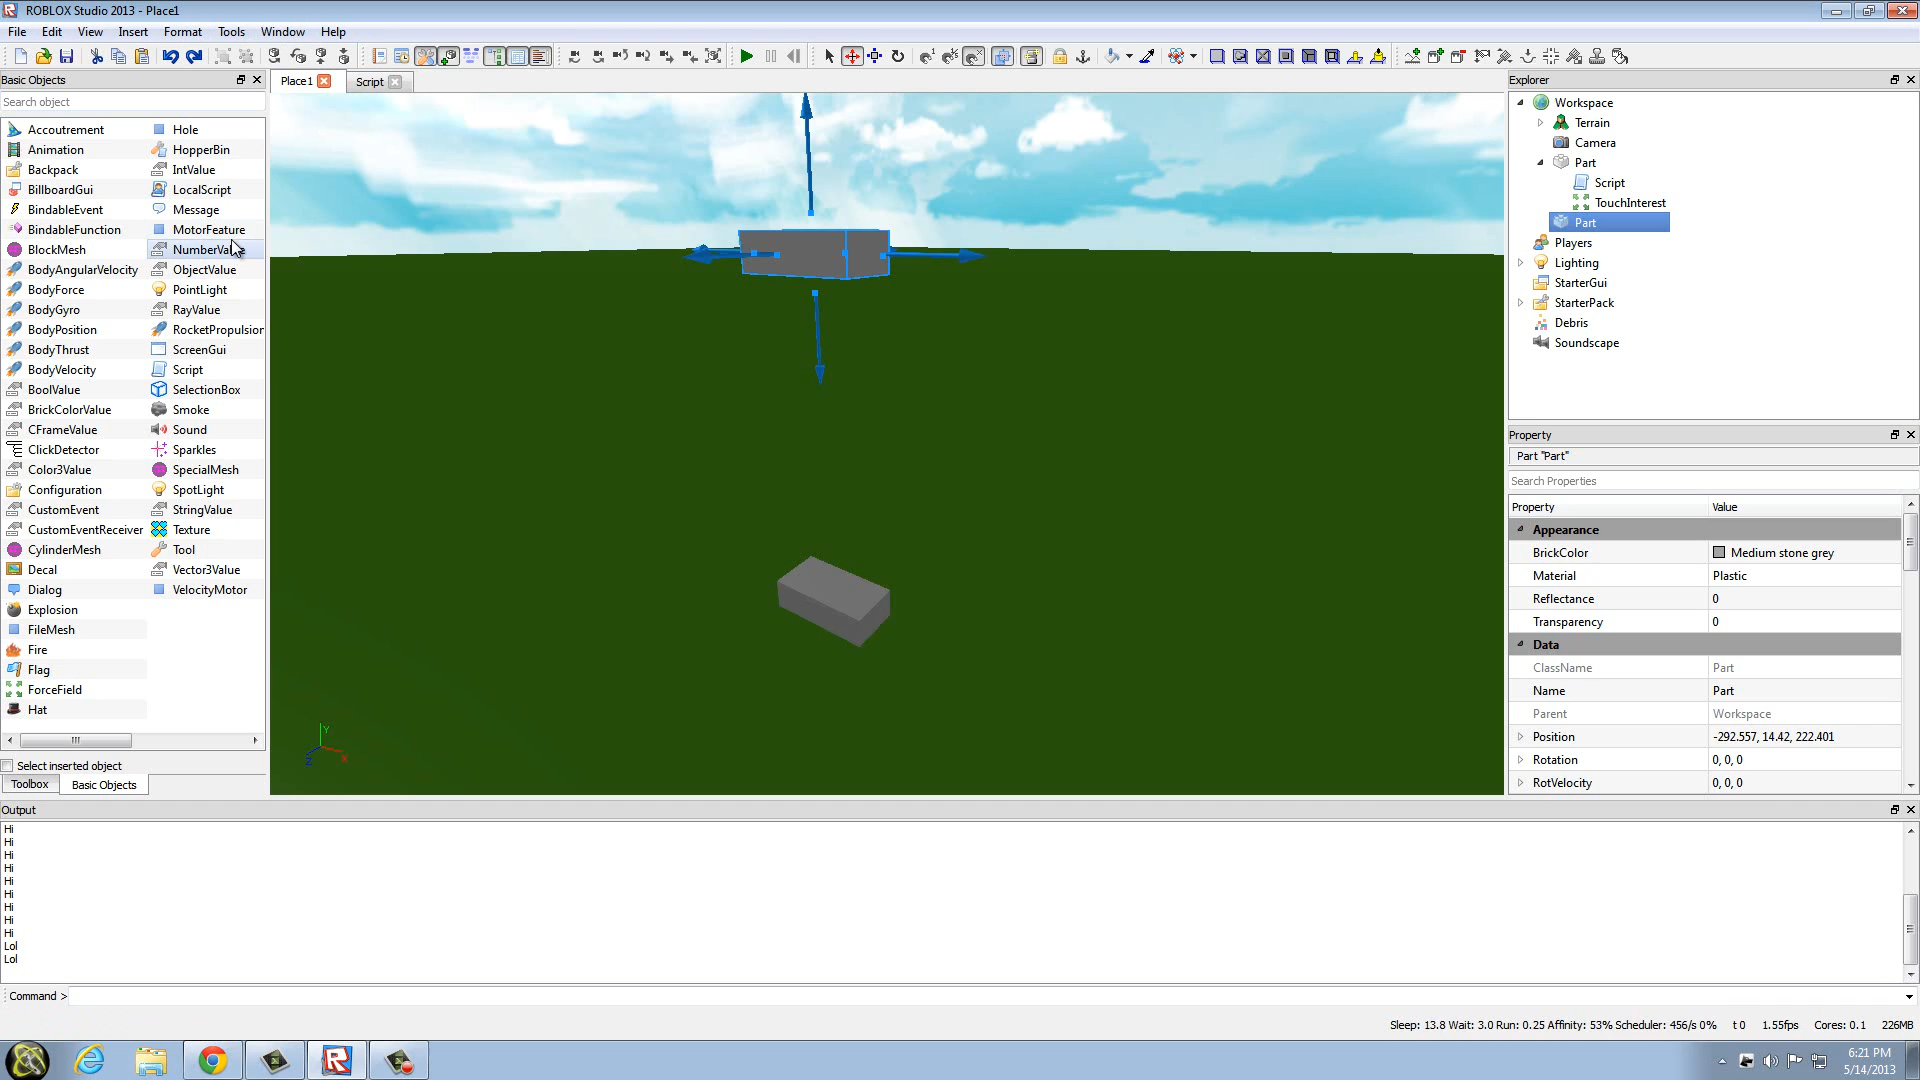 ROBLOX Studio 2013 - Place1
File Edit View Insert Format Tools Window Help
Basic Objects
Search object
Accoutrement
Animation
Backpack
BillboardGui
BindableEvent
BindableFunction
BlockMesh
BodyAngularVelocity
BodyForce
BodyGyro
BodyPosition
BodyThrust
BodyVelocity
BoolValue
BrickColorValue
CFrameValue
ClickDetector
Color3Value
Configuration
CustomEvent
CustomEventReceiver
CylinderMesh
Decal
Dialog
Explosion
FileMesh
Fire
Flag
ForceField
Hat
Hole
HopperBin
IntValue
LocalScript
Message
MotorFeature
NumberValue
ObjectValue
PointLight
RayValue
RocketPropulsion
ScreenGui
Script
SelectionBox
Smoke
Sound
Sparkles
SpecialMesh
SpotLight
StringValue
Texture
Tool
Vector3Value
VelocityMotor
Select inserted object
Toolbox Basic Objects
Place1 Script
Y
X
Z
Explorer
Workspace
Terrain
Camera
Part
Script
TouchInterest
Part
Players
Lighting
StarterGui
StarterPack
Debris
Soundscape
Property
Part "Part"
Search Properties
Property Value
Appearance
BrickColor Medium stone grey
Material Plastic
Reflectance 0
Transparency 0
Data
ClassName Part
Name Part
Parent Workspace
Position -292.557, 14.42, 222.401
Rotation 0, 0, 0
RotVelocity 0, 0, 0
Output
Hi
Hi
Hi
Hi
Hi
Hi
Hi
Hi
Hi
Lol
Lol
Command >
Sleep: 13.8 Wait: 3.0 Run: 0.25 Affinity: 53% Scheduler: 456/s 0% t 0 1.55fps Cores: 0.1 226MB
6:21 PM
5/14/2013